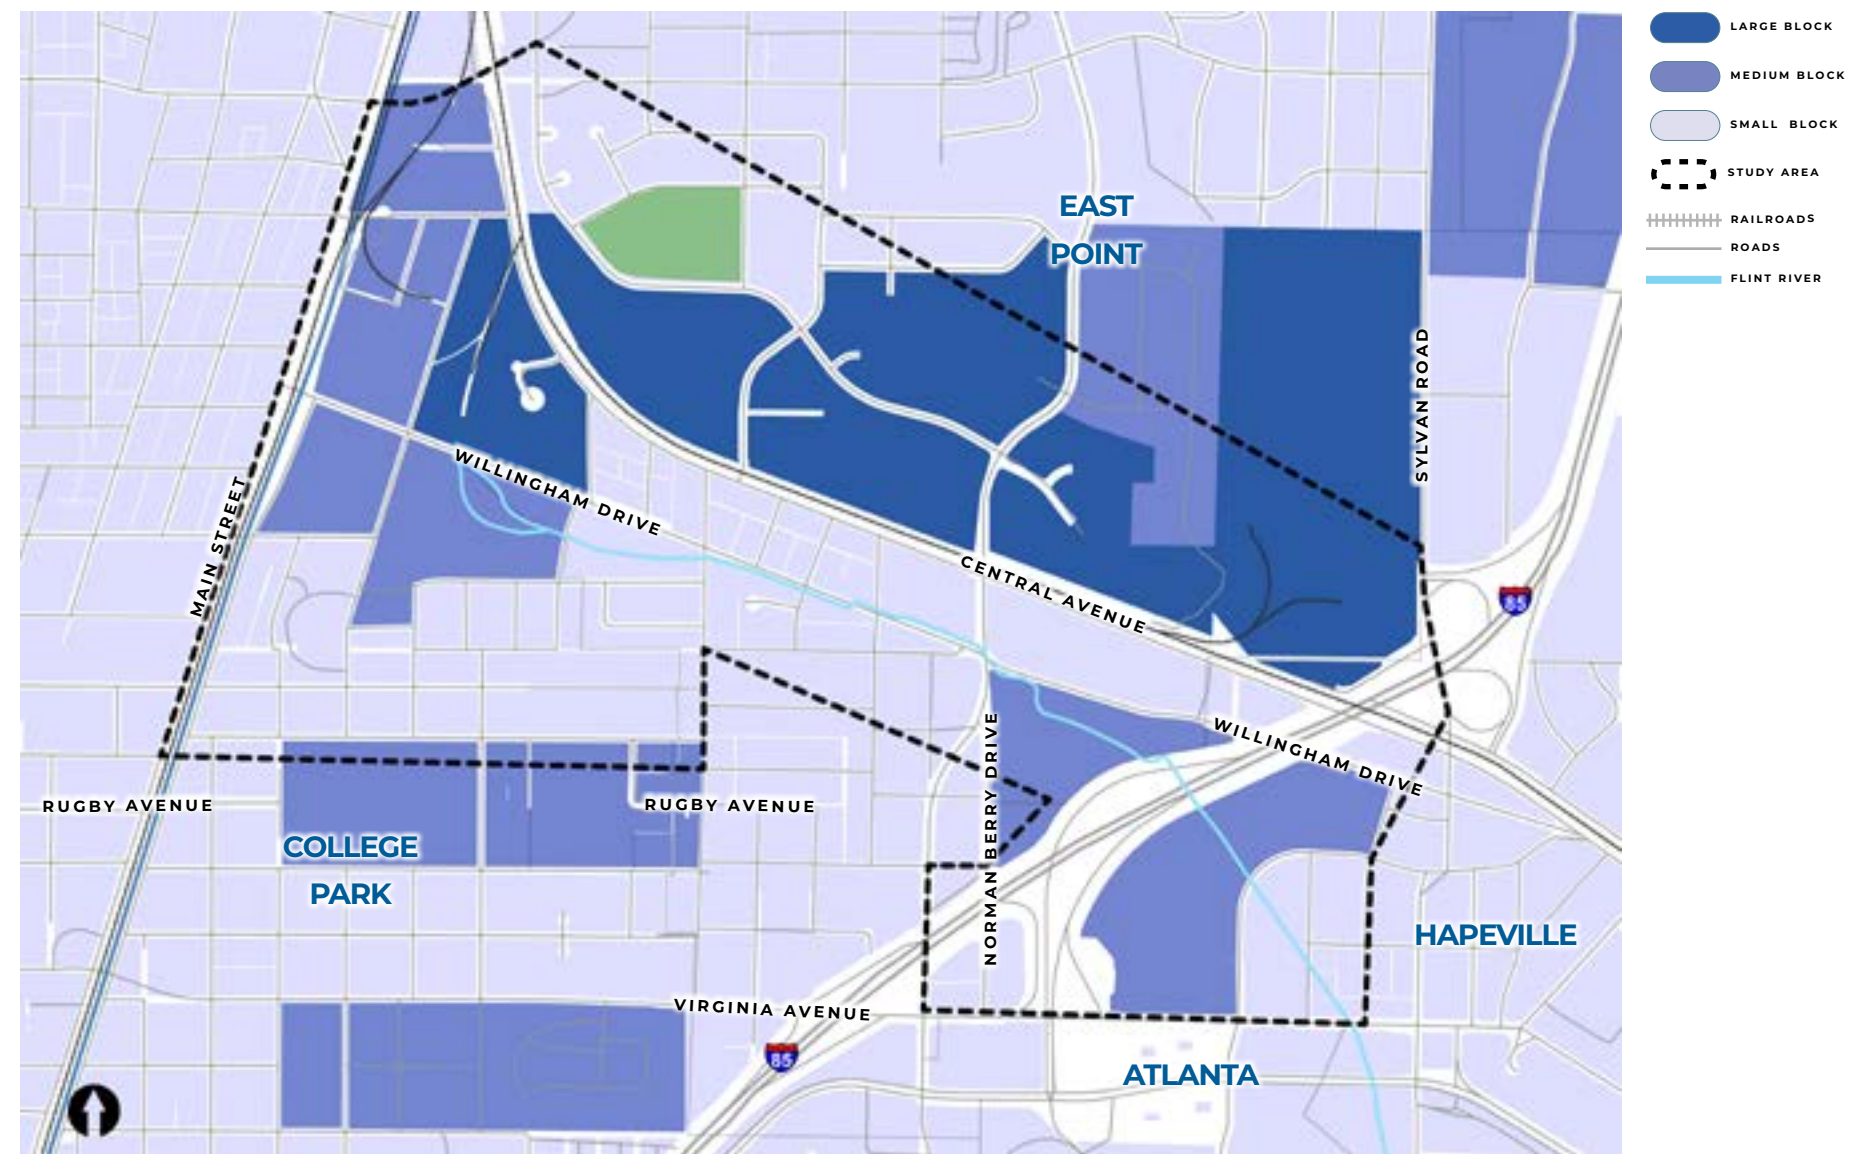 LARGE BLOCK
MEDIUM BLOCK
SMALL BLOCK
STUDY AREA
RAILROADS
ROADS
FLINT RIVER
EAST
POINT
SYLVAN ROAD
WILLINGHAM DRIVE
MAIN STREET
CENTRAL AVENUE
85
WILLINGHAM DRIVE
NORMAN BERRY DRIVE
RUGBY AVENUE
RUGBY AVENUE
COLLEGE
PARK
HAPEVILLE
VIRGINIA AVENUE
85
ATLANTA